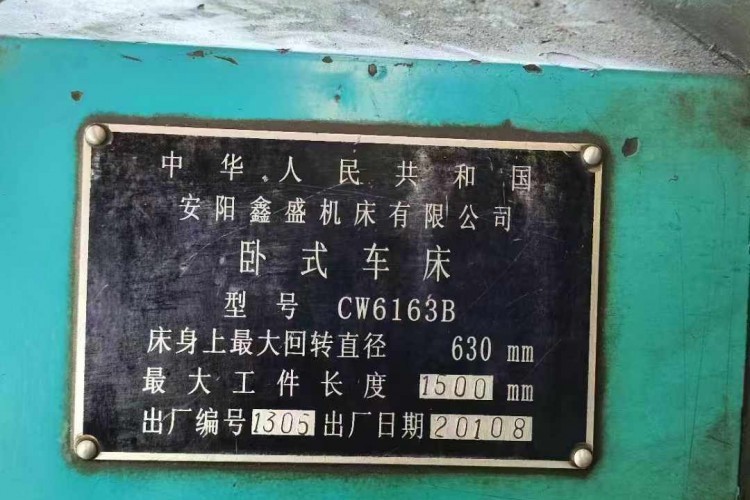 中华人民共和国
安阳鑫盛机床有限公司
卧式车床
型号 CW6163B
床身上最大回转直径 630 mm
最大工件长度 1500 mm
出厂编号 1305 出厂日期 20108